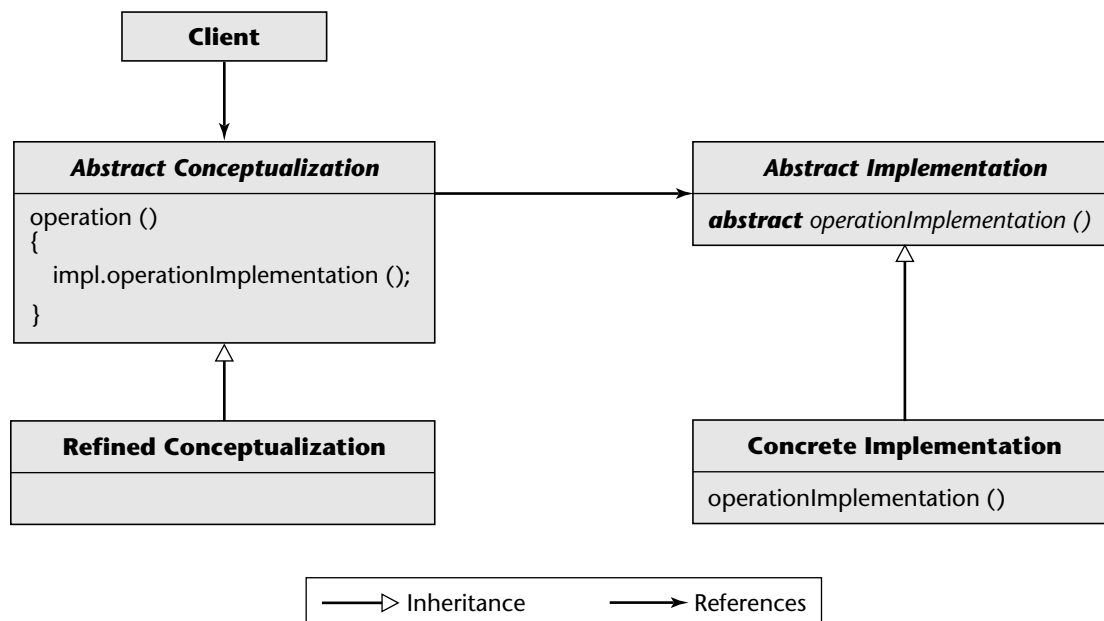 Client
Abstract Conceptualization
operation ()
{
impl.operationImplementation ();
}
Abstract Implementation
abstract operationImplementation ()
Refined Conceptualization
Concrete Implementation
operationImplementation ()
Inheritance
References